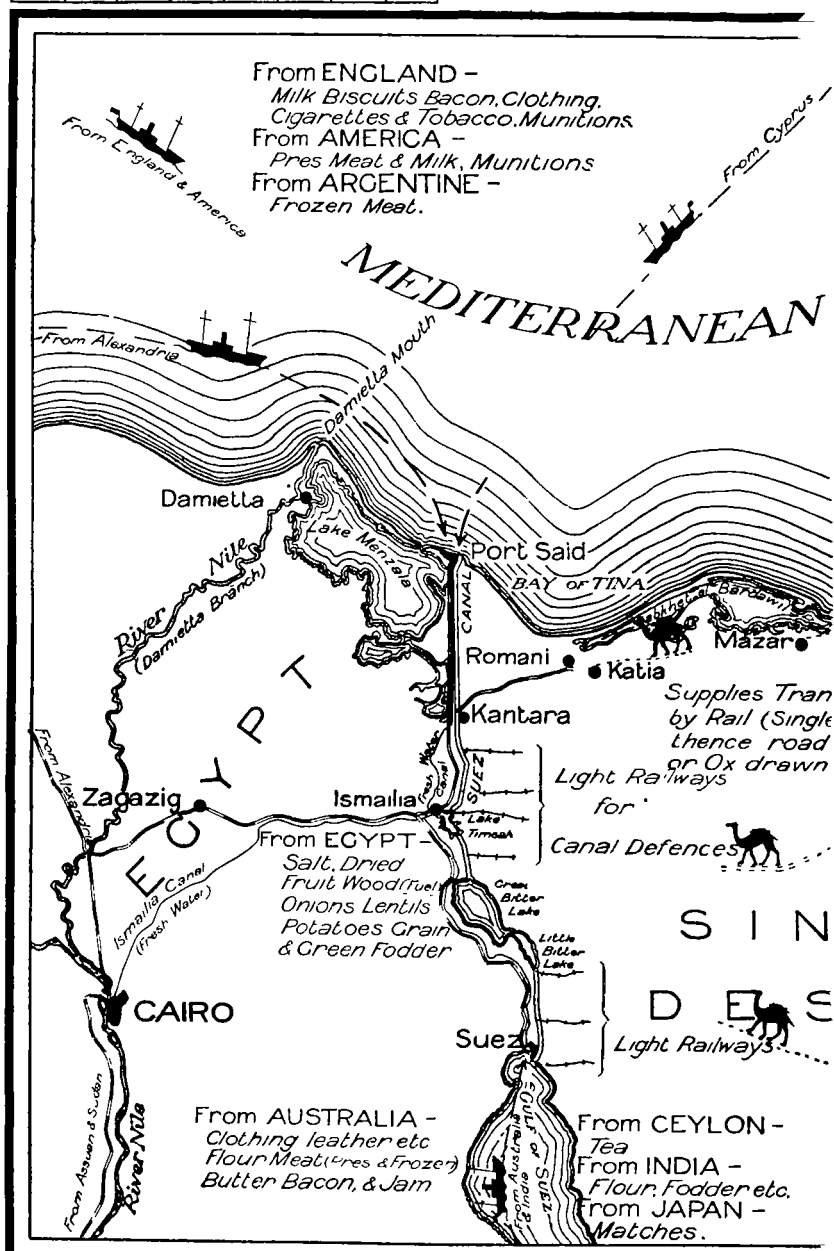 From ENGLAND -
Milk Biscuits Bacon, Clothing,
Cigarettes & Tobacco, Munitions
From AMERICA -
Pres Meat & Milk, Munitions
From ARGENTINE -
Frozen Meat.
From England & America
From Cyprus
MEDITERRANEAN
From Alexandria
Damietta Mouth
Damietta
Lake Menzala
Port Said
BAY OF TINA
CANAL
River Nile
(Damietta Branch)
Bardawil
Mazar
Romani
Katia
Kantara
Supplies Tran
by Rail (Single
thence road
or Ox drawn
EGYPT
From Alexandria
Zagazig
Ismailia
Fresh Water
Canal
SUEZ
Lake
Timsah
Light Railways
for
Canal Defences
From EGYPT -
Salt, Dried
Fruit Wood (Fuel)
Onions Lentils
Potatoes Grain
& Green Fodder
Ismailia Canal
(Fresh Water)
Great
Bitter
Lake
Little
Bitter
Lake
SIN
DES
CAIRO
Suez
Light Railways
From Assuan & Sudan
River Nile
From AUSTRALIA -
Clothing leather etc
Flour Meat (Pres & Frozen)
Butter Bacon, & Jam
From Australia
& India
GULF of SUEZ
From CEYLON -
Tea
From INDIA -
Flour, Fodder etc.
From JAPAN -
Matches.